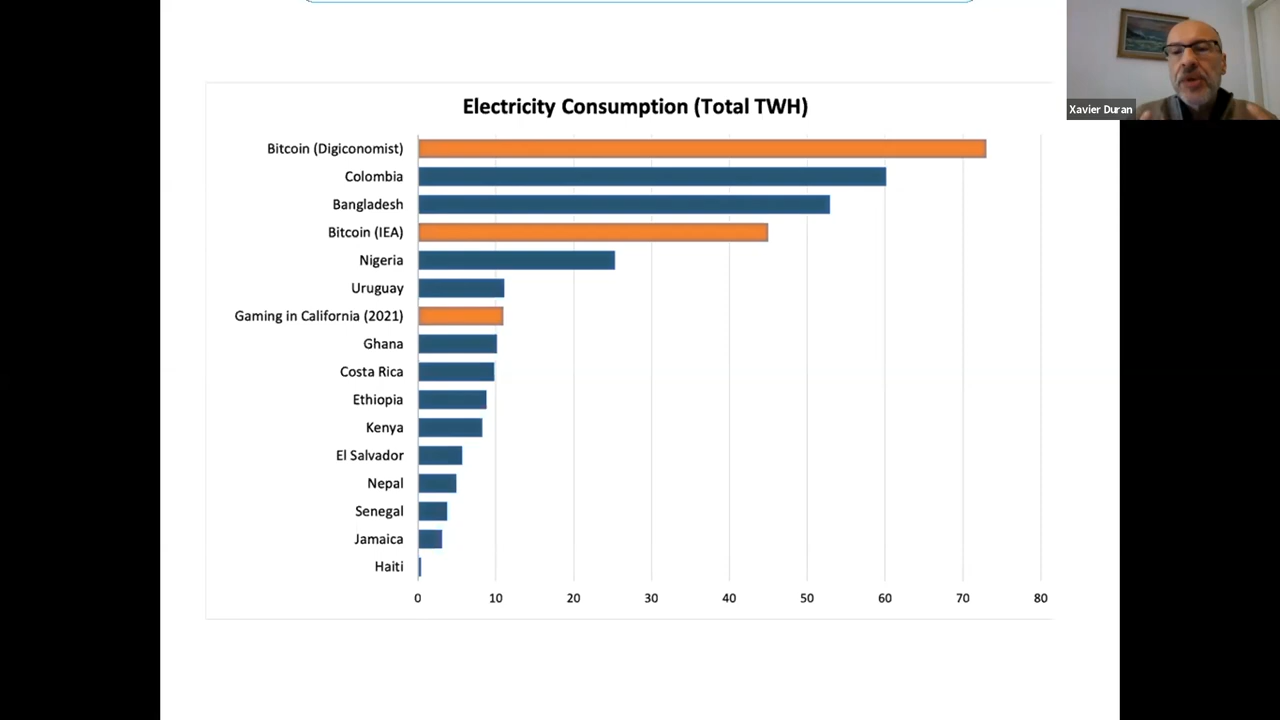 Electricity Consumption (Total TWH)
Bitcoin (Digiconomist)
Colombia
Bangladesh
Bitcoin (IEA)
Nigeria
Uruguay
Gaming in California (2021)
Ghana
Costa Rica
Ethiopia
Kenya
El Salvador
Nepal
Senegal
Jamaica
Haiti
0 10 20 30 40 50 60 70 80
Xavier Duran